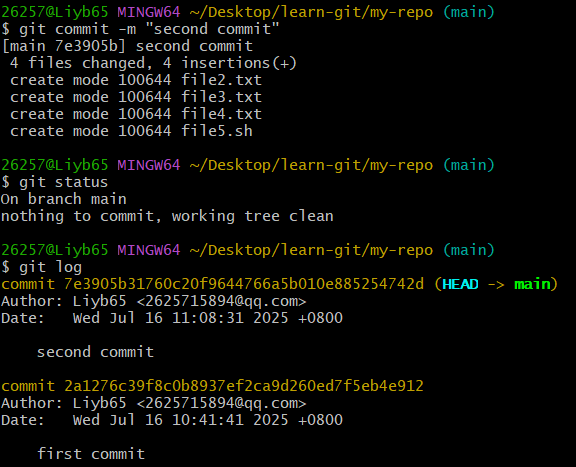 26257@Liyb65 MINGW64 ~/Desktop/learn-git/my-repo (main)
$ git commit -m "second commit"
[main 7e3905b] second commit
 4 files changed, 4 insertions(+)
 create mode 100644 file2.txt
 create mode 100644 file3.txt
 create mode 100644 file4.txt
 create mode 100644 file5.sh

26257@Liyb65 MINGW64 ~/Desktop/learn-git/my-repo (main)
$ git status
On branch main
nothing to commit, working tree clean

26257@Liyb65 MINGW64 ~/Desktop/learn-git/my-repo (main)
$ git log
commit 7e3905b31760c20f9644766a5b010e885254742d (HEAD -> main)
Author: Liyb65 <2625715894@qq.com>
Date:   Wed Jul 16 11:08:31 2025 +0800

    second commit

commit 2a1276c39f8c0b8937ef2ca9d260ed7f5eb4e912
Author: Liyb65 <2625715894@qq.com>
Date:   Wed Jul 16 10:41:41 2025 +0800

    first commit